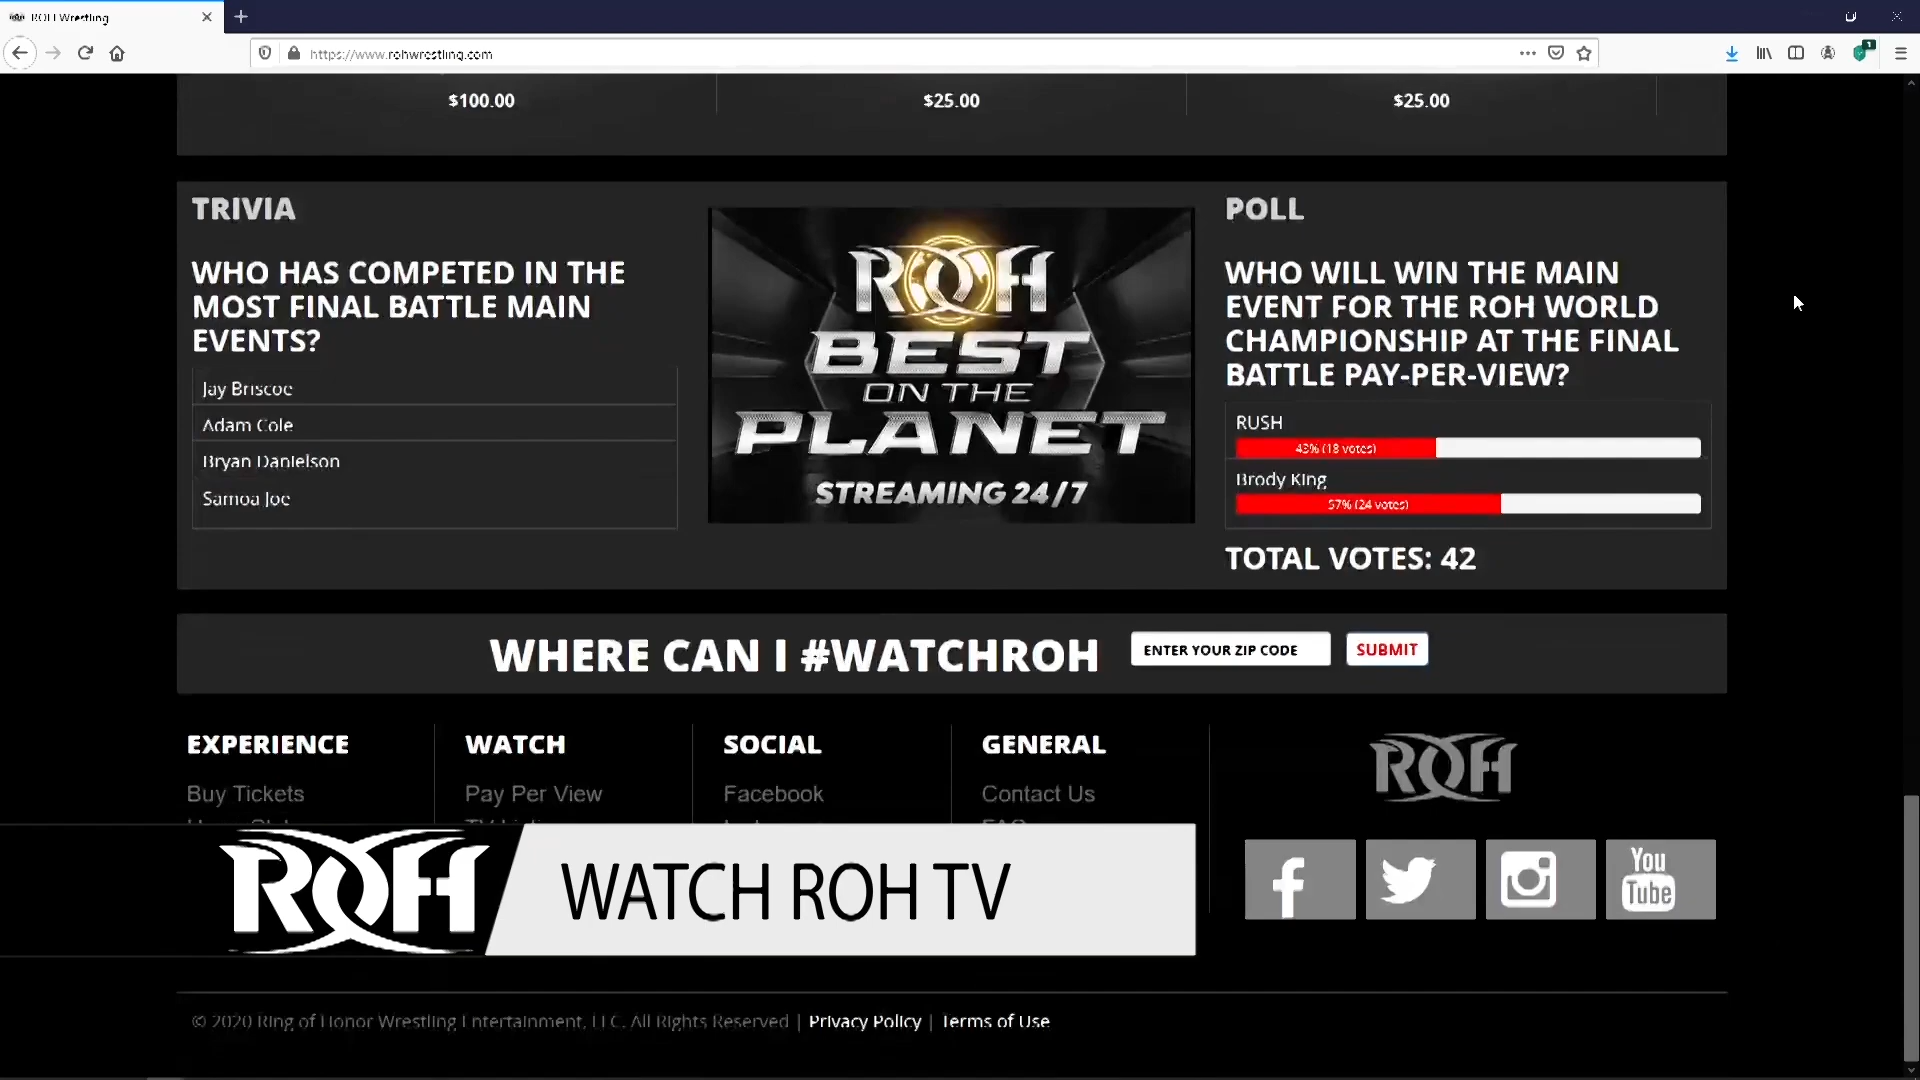 ROH Wrestling
https://www.rohwrestling.com
1
$100.00
$25.00
$25.00
TRIVIA
WHO HAS COMPETED IN THE
MOST FINAL BATTLE MAIN
EVENTS?
Jay Briscoe
Adam Cole
Bryan Danielson
Samoa Joe
ROH
BEST
ON THE
PLANET
STREAMING 24/7
POLL
WHO WILL WIN THE MAIN
EVENT FOR THE ROH WORLD
CHAMPIONSHIP AT THE FINAL
BATTLE PAY-PER-VIEW?
RUSH
43% (18 votes)
Brody King
57% (24 votes)
TOTAL VOTES: 42
WHERE CAN I #WATCHROH
ENTER YOUR ZIP CODE
SUBMIT
EXPERIENCE
Buy Tickets
WATCH
Pay Per View
SOCIAL
Facebook
GENERAL
Contact Us
ROH
You
Tube
ROH
WATCH ROH TV
© 2020 Ring of Honor Wrestling Entertainment, LLC. All Rights Reserved | Privacy Policy | Terms of Use